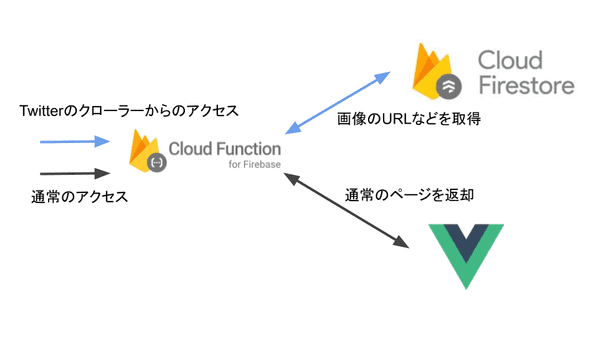 Cloud
Firestore
Twitterのクローラーからのアクセス
画像のURLなどを取得
Cloud Function
for Firebase
通常のアクセス
通常のページを返却